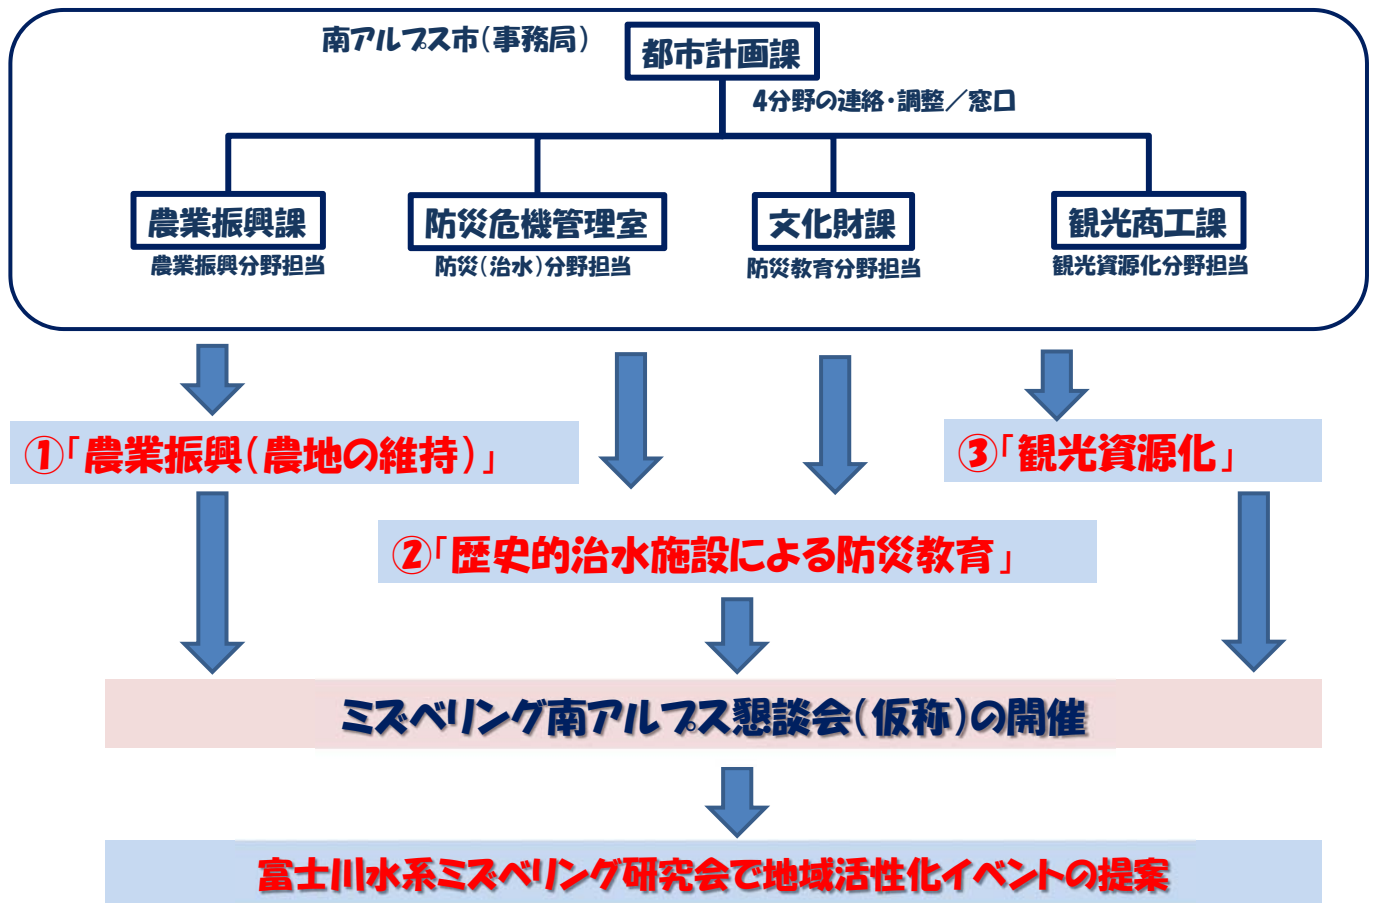 南アルプス市(事務局)
都市計画課
4分野の連絡・調整／窓口
農業振興課
防災危機管理室
文化財課
観光商工課
農業振興分野担当
防災(治水)分野担当
防災教育分野担当
観光資源化分野担当
①「農業振興(農地の維持)」
③「観光資源化」
②「歴史的治水施設による防災教育」
ミズベリング南アルプス懇談会(仮称)の開催
富士川水系ミズベリング研究会で地域活性化イベントの提案